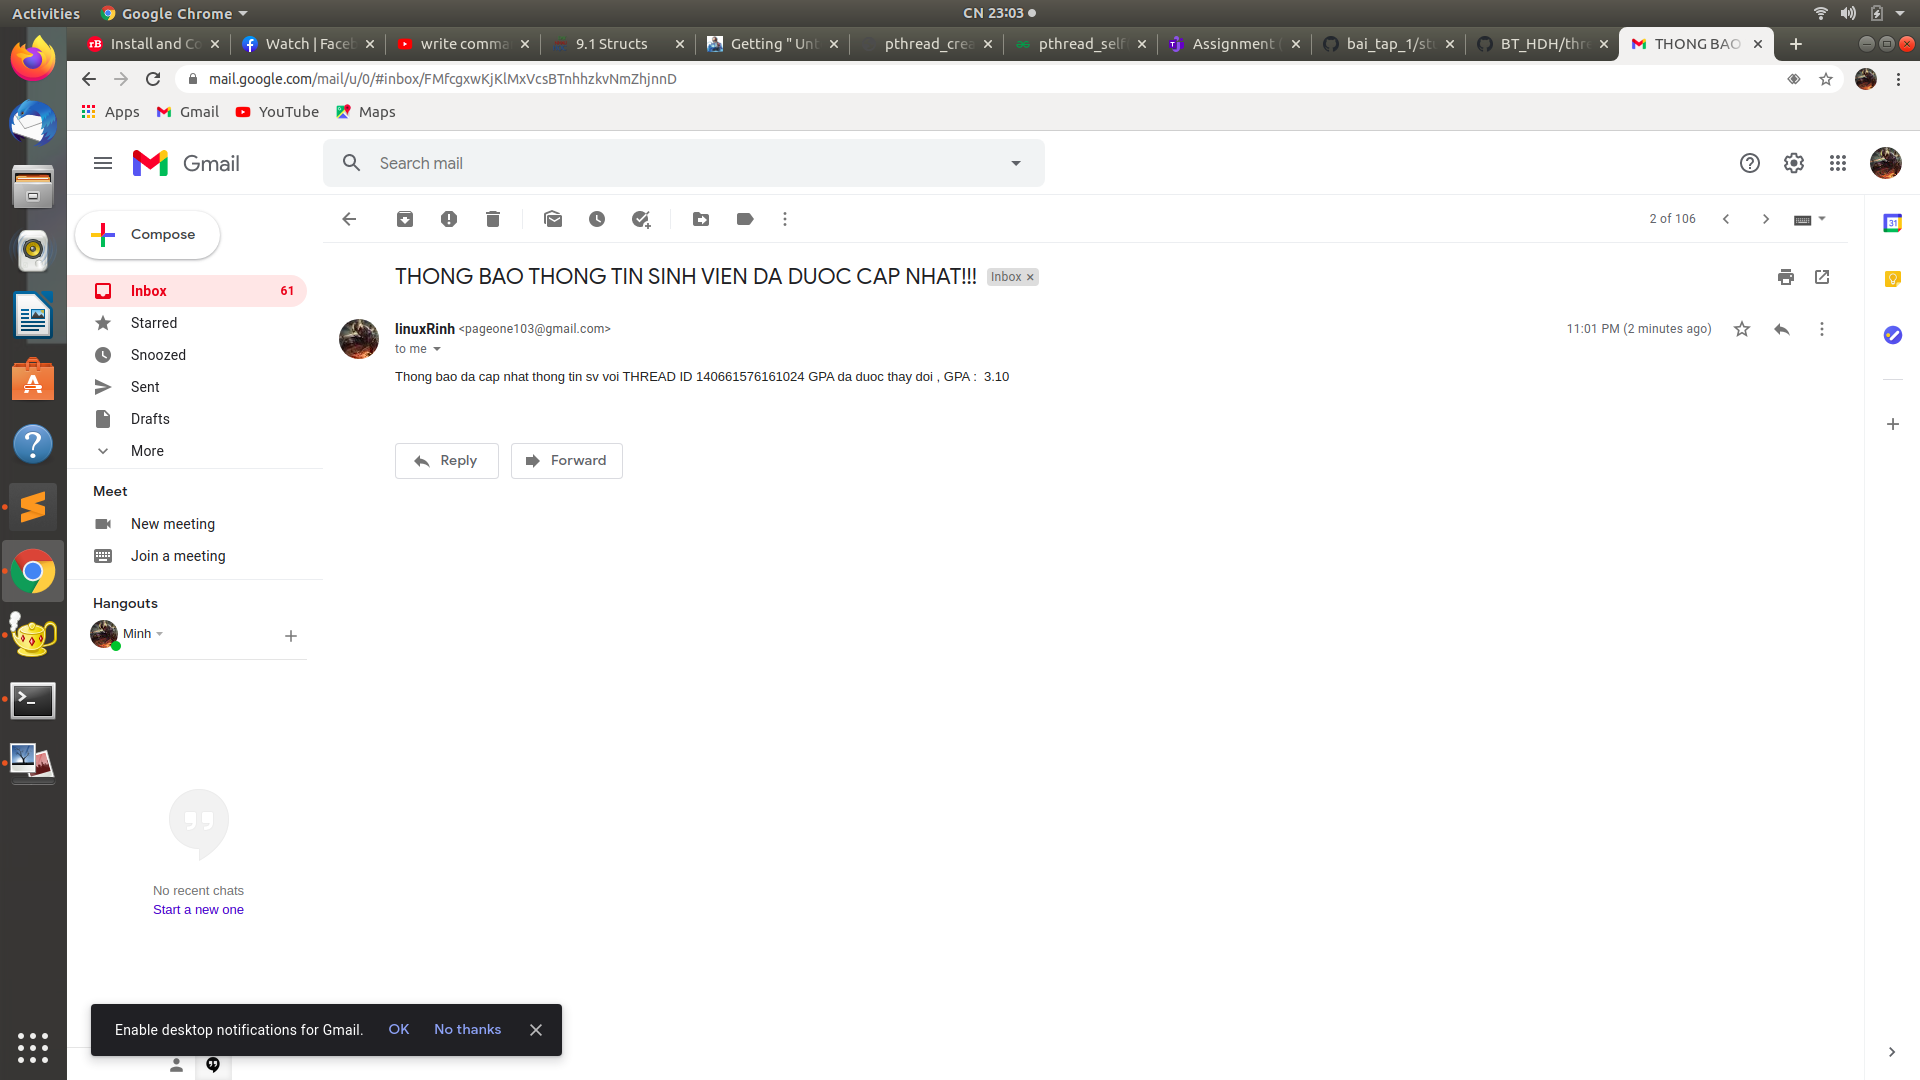 Activities Google Chrome CN 23:03
Install and Co Watch | Faceb write comma 9.1 Structs Getting " Unt pthread_crea pthread_self( Assignment ( bai_tap_1/stu BT_HDH/thre THONG BAO
mail.google.com/mail/u/0/#inbox/FMfcgxwKjKlMxVcsBTnhhzkvNmZhjnnD
Apps Gmail YouTube Maps
Gmail Search mail
Compose 2 of 106
THONG BAO THONG TIN SINH VIEN DA DUOC CAP NHAT!!! Inbox ×
Inbox 61
linuxRinh <pageone103@gmail.com> 11:01 PM (2 minutes ago)
Starred
to me
Snoozed
Thong bao da cap nhat thong tin sv voi THREAD ID 140661576161024 GPA da duoc thay doi , GPA : 3.10
Sent
Drafts
More
Reply Forward
Meet
New meeting
Join a meeting
Hangouts
Minh
No recent chats
Start a new one
Enable desktop notifications for Gmail. OK No thanks